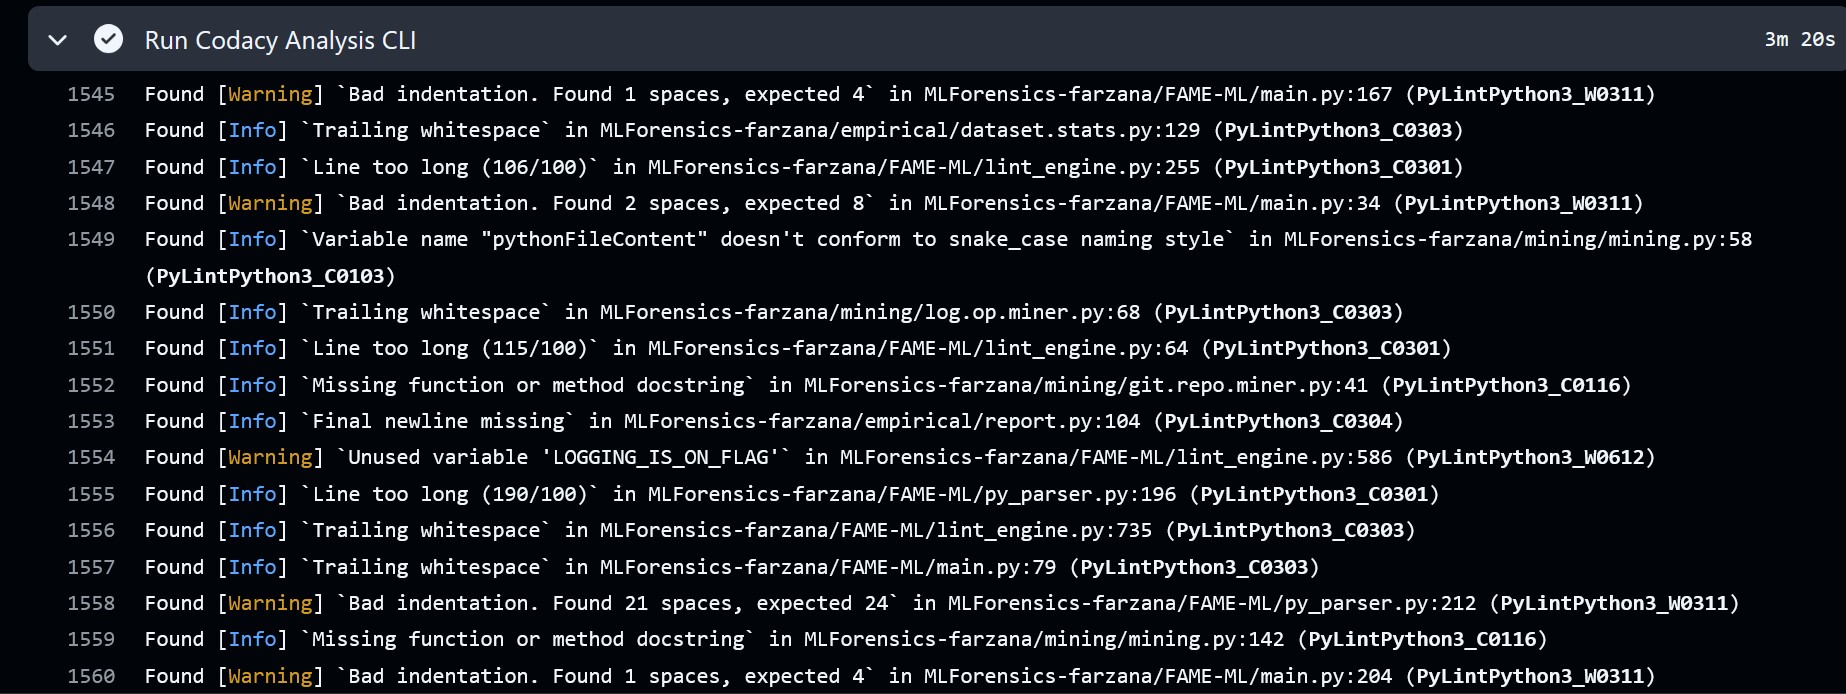 Run Codacy Analysis CLI 3m 20s
1545 Found [Warning] `Bad indentation. Found 1 spaces, expected 4` in MLForensics-farzana/FAME-ML/main.py:167 (PyLintPython3_W0311)
1546 Found [Info] `Trailing whitespace` in MLForensics-farzana/empirical/dataset.stats.py:129 (PyLintPython3_C0303)
1547 Found [Info] `Line too long (106/100)` in MLForensics-farzana/FAME-ML/lint_engine.py:255 (PyLintPython3_C0301)
1548 Found [Warning] `Bad indentation. Found 2 spaces, expected 8` in MLForensics-farzana/FAME-ML/main.py:34 (PyLintPython3_W0311)
1549 Found [Info] `Variable name "pythonFileContent" doesn't conform to snake_case naming style` in MLForensics-farzana/mining/mining.py:58
(PyLintPython3_C0103)
1550 Found [Info] `Trailing whitespace` in MLForensics-farzana/mining/log.op.miner.py:68 (PyLintPython3_C0303)
1551 Found [Info] `Line too long (115/100)` in MLForensics-farzana/FAME-ML/lint_engine.py:64 (PyLintPython3_C0301)
1552 Found [Info] `Missing function or method docstring` in MLForensics-farzana/mining/git.repo.miner.py:41 (PyLintPython3_C0116)
1553 Found [Info] `Final newline missing` in MLForensics-farzana/empirical/report.py:104 (PyLintPython3_C0304)
1554 Found [Warning] `Unused variable 'LOGGING_IS_ON_FLAG'` in MLForensics-farzana/FAME-ML/lint_engine.py:586 (PyLintPython3_W0612)
1555 Found [Info] `Line too long (190/100)` in MLForensics-farzana/FAME-ML/py_parser.py:196 (PyLintPython3_C0301)
1556 Found [Info] `Trailing whitespace` in MLForensics-farzana/FAME-ML/lint_engine.py:735 (PyLintPython3_C0303)
1557 Found [Info] `Trailing whitespace` in MLForensics-farzana/FAME-ML/main.py:79 (PyLintPython3_C0303)
1558 Found [Warning] `Bad indentation. Found 21 spaces, expected 24` in MLForensics-farzana/FAME-ML/py_parser.py:212 (PyLintPython3_W0311)
1559 Found [Info] `Missing function or method docstring` in MLForensics-farzana/mining/mining.py:142 (PyLintPython3_C0116)
1560 Found [Warning] `Bad indentation. Found 1 spaces, expected 4` in MLForensics-farzana/FAME-ML/main.py:204 (PyLintPython3_W0311)